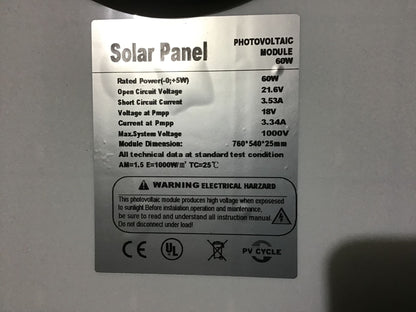 Solar Panel
PHOTOVOLTAIC
MODULE
60W
Rated Power(-0;+5W) 60W
Open Circuit Voltage 21.6V
Short Circuit Current 3.53A
Voltage at Pmpp 18V
Current at Pmpp 3.34A
Max.System Voltage 1000V
Module Dimension: 760*540*25mm
All technical data at standard test condition
AM=1.5 E=1000W/㎡ TC=25℃
WARNING ELECTRICAL HARZARD
This photovoltaic module produces high voltage when exposesed
to sunlight.Before instalation,operation and maintenance,
be sure to read and understand all instruction manual.
Do not disconnect under load!
CE UL PV CYCLE